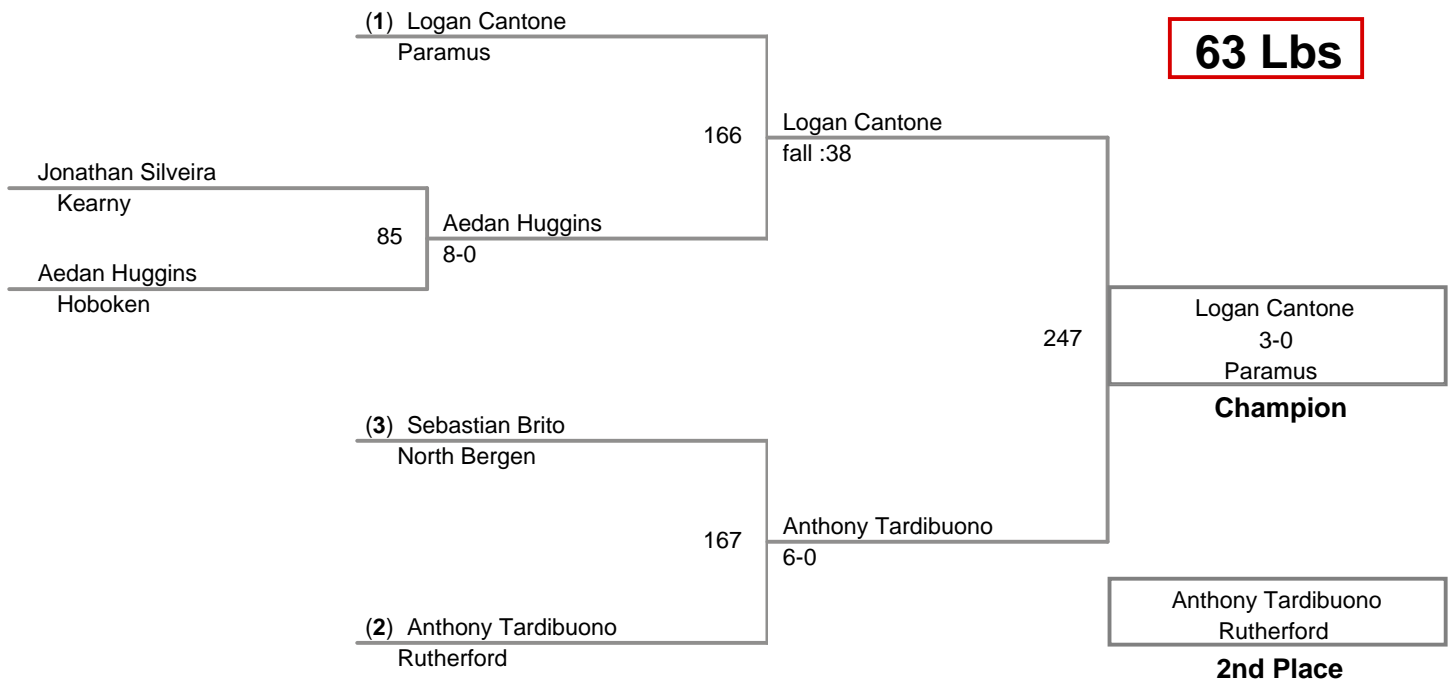 (1) Logan Cantone
Paramus
63 Lbs
166
Logan Cantone
fall :38
Jonathan Silveira
Kearny
85
Aedan Huggins
8-0
Aedan Huggins
Hoboken
247
Logan Cantone
3-0
Paramus
Champion
(3) Sebastian Brito
North Bergen
167
Anthony Tardibuono
6-0
(2) Anthony Tardibuono
Rutherford
Anthony Tardibuono
Rutherford
2nd Place